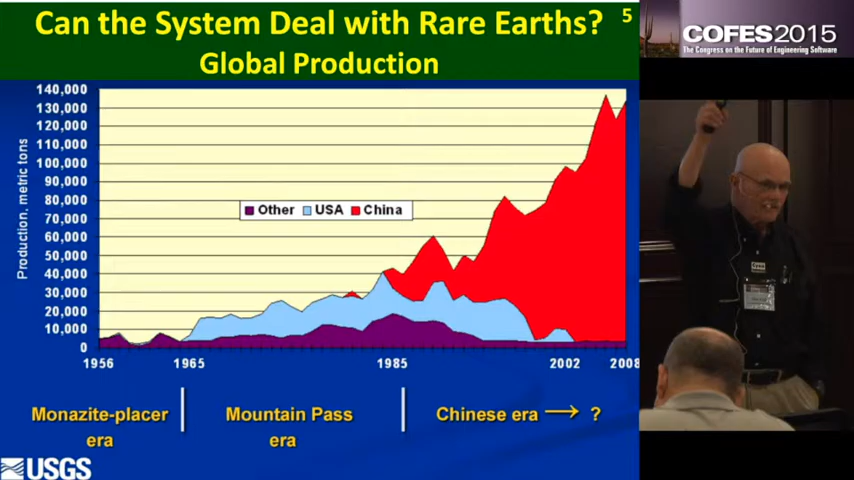 Can the System Deal with Rare Earths?
5
Global Production
COFES2015
The Congress on the Future of Engineering Software
Production, metric tons
140,000
130,000
120,000
110,000
100,000
90,000
80,000
70,000
60,000
50,000
40,000
30,000
20,000
10,000
0
Other
USA
China
1956
1965
1985
2002
2008
Monazite-placer
era
Mountain Pass
era
Chinese era → ?
USGS